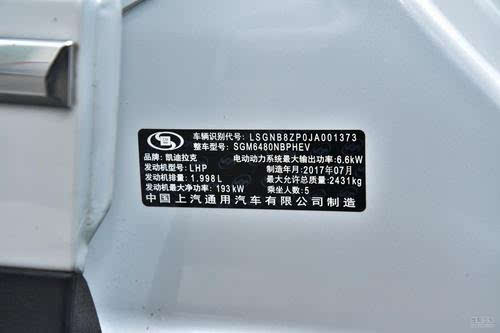 车辆识别代号: LSGNB8ZP0JA001373
整车型号: SGM6480NBPHEV
品牌: 凯迪拉克 电动动力系统最大输出功率: 6.6kW
发动机型号: LHP 制造年月: 2017年07月
发动机排量: 1.998L 最大允许总质量: 2431kg
发动机最大净功率: 193kW 乘坐人数: 5
中国上汽通用汽车有限公司制造